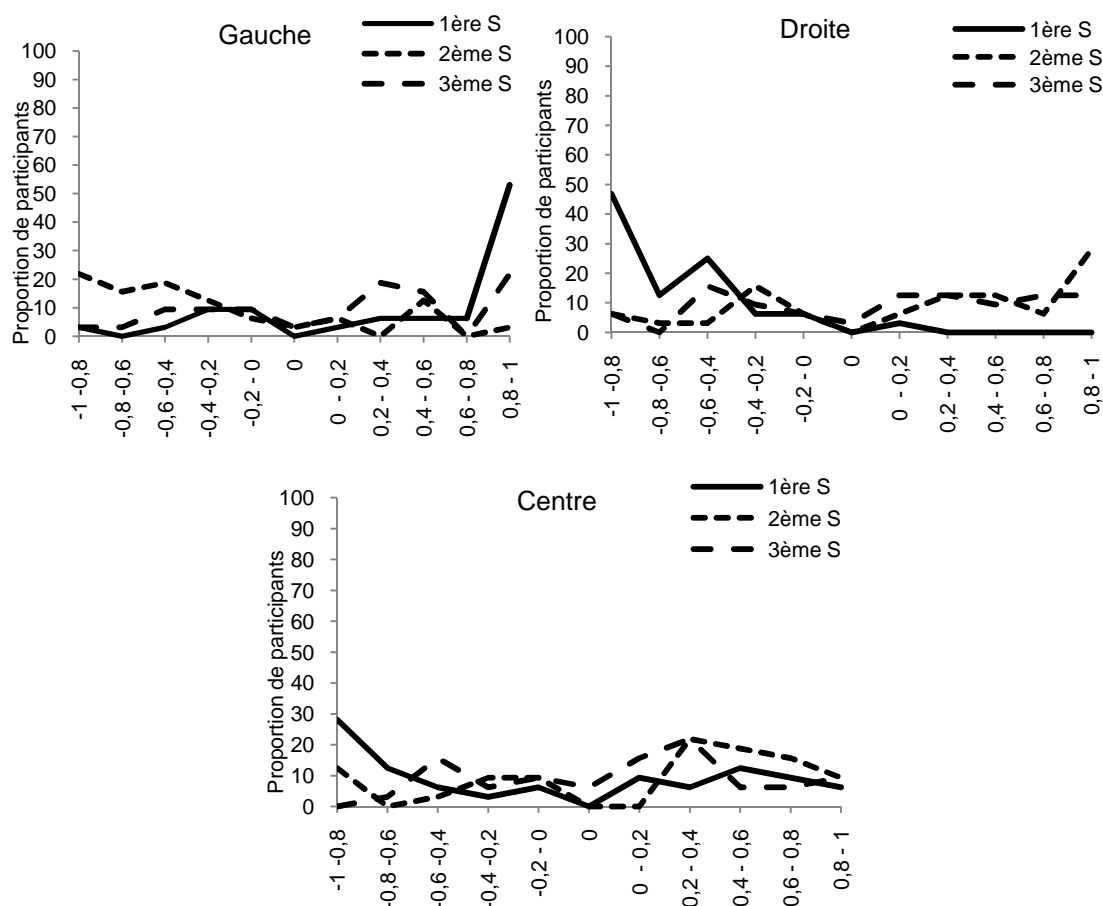 Gauche
1ère S
2ème S
3ème S
Proportion de participants
100
90
80
70
60
50
40
30
20
10
0
-1 -0,8
-0,8 -0,6
-0,6 -0,4
-0,4 -0,2
-0,2 - 0
0
0 - 0,2
0,2 - 0,4
0,4 - 0,6
0,6 - 0,8
0,8 - 1
Droite
1ère S
2ème S
3ème S
Proportion de participants
100
90
80
70
60
50
40
30
20
10
0
-1 -0,8
-0,8 -0,6
-0,6 -0,4
-0,4 -0,2
-0,2 - 0
0
0 - 0,2
0,2 - 0,4
0,4 - 0,6
0,6 - 0,8
0,8 - 1
Centre
1ère S
2ème S
3ème S
Proportion de participants
100
90
80
70
60
50
40
30
20
10
0
-1 -0,8
-0,8 -0,6
-0,6 -0,4
-0,4 -0,2
-0,2 - 0
0
0 - 0,2
0,2 - 0,4
0,4 - 0,6
0,6 - 0,8
0,8 - 1